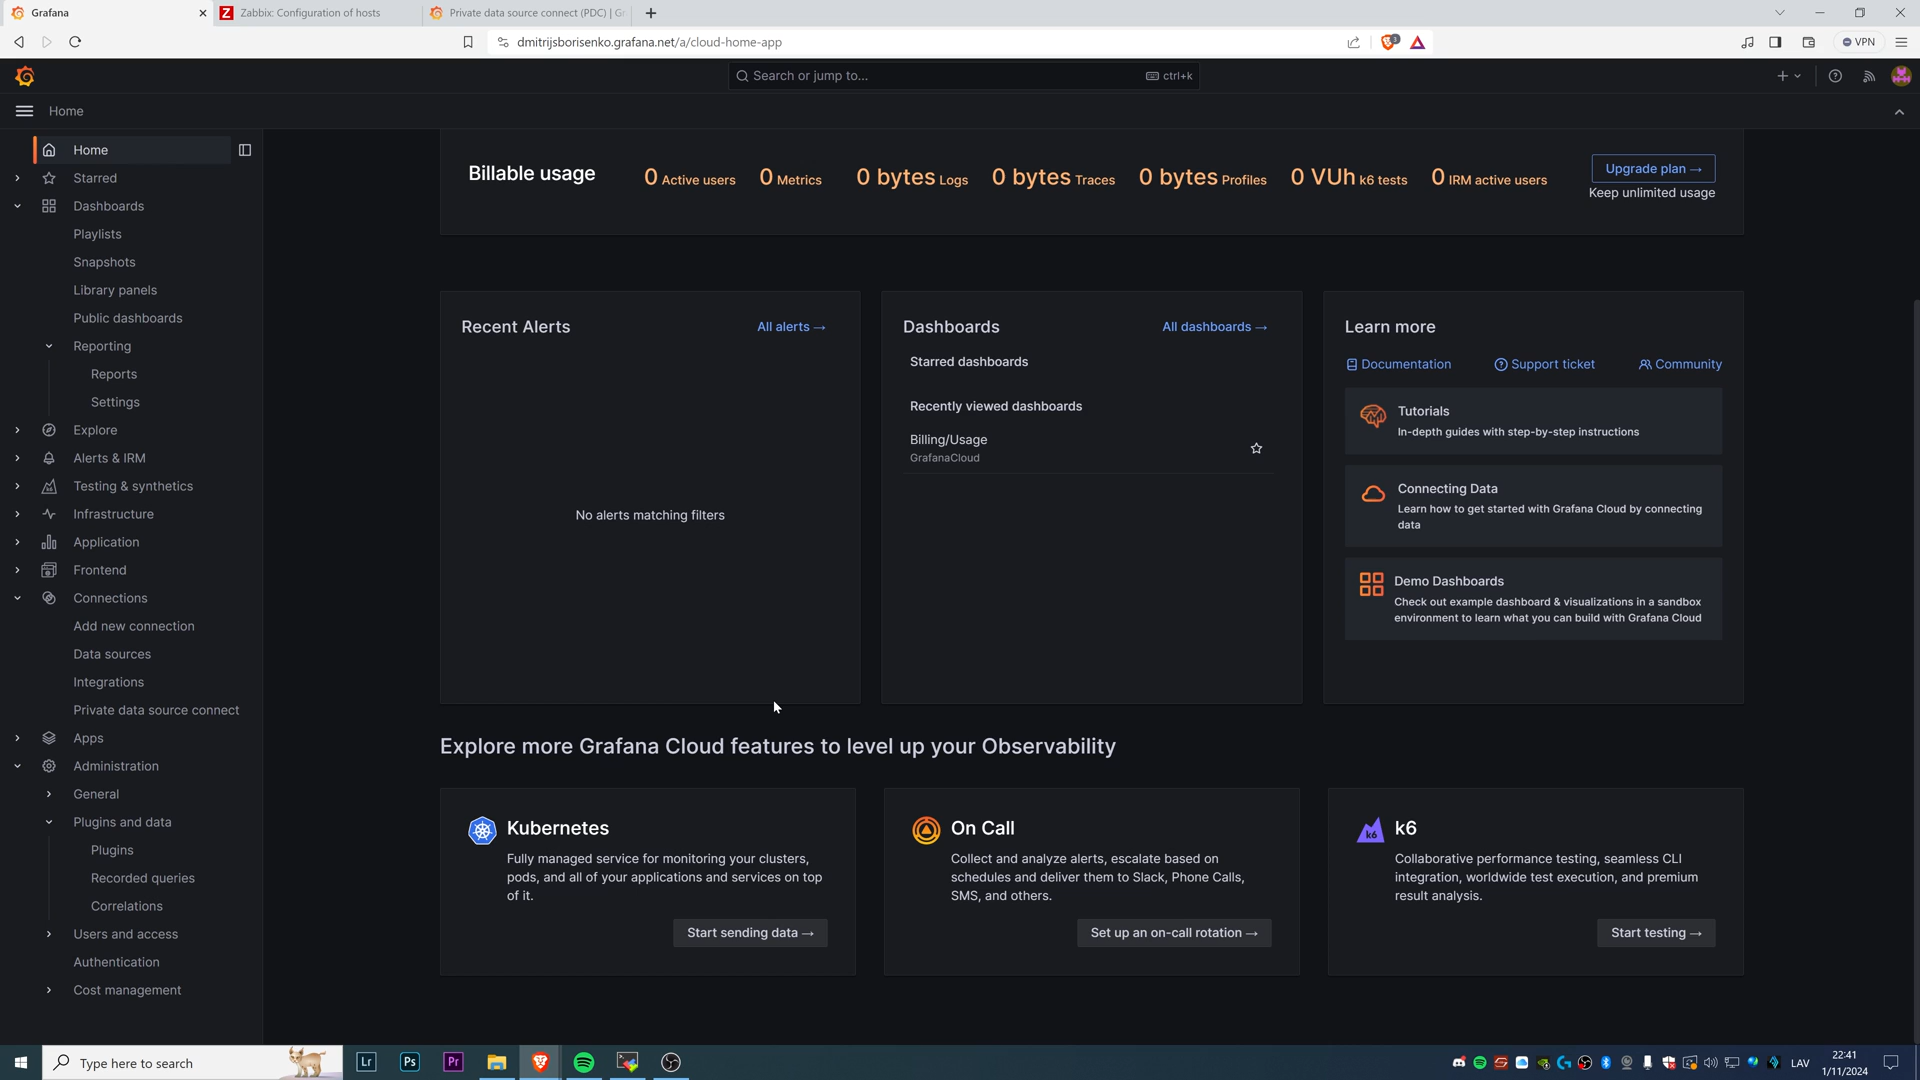 Grafana
Zabbix: Configuration of hosts
Private data source connect (PDC) | Gr
dmitrijsborisenko.grafana.net/a/cloud-home-app
VPN
Search or jump to...
ctrl+k
Home
Home
Starred
Dashboards
Playlists
Snapshots
Library panels
Public dashboards
Reporting
Reports
Settings
Explore
Alerts & IRM
Testing & synthetics
Infrastructure
Application
Frontend
Connections
Add new connection
Data sources
Integrations
Private data source connect
Apps
Administration
General
Plugins and data
Plugins
Recorded queries
Correlations
Users and access
Authentication
Cost management
Billable usage
0 Active users
0 Metrics
0 bytes Logs
0 bytes Traces
0 bytes Profiles
0 VUh k6 tests
0 IRM active users
Upgrade plan →
Keep unlimited usage
Recent Alerts
All alerts →
No alerts matching filters
Dashboards
All dashboards →
Starred dashboards
Recently viewed dashboards
Billing/Usage
GrafanaCloud
Learn more
Documentation
Support ticket
Community
Tutorials
In-depth guides with step-by-step instructions
Connecting Data
Learn how to get started with Grafana Cloud by connecting
data
Demo Dashboards
Check out example dashboard & visualizations in a sandbox
environment to learn what you can build with Grafana Cloud
Explore more Grafana Cloud features to level up your Observability
Kubernetes
Fully managed service for monitoring your clusters,
pods, and all of your applications and services on top
of it.
Start sending data →
On Call
Collect and analyze alerts, escalate based on
schedules and deliver them to Slack, Phone Calls,
SMS, and others.
Set up an on-call rotation →
k6
k6
Collaborative performance testing, seamless CLI
integration, worldwide test execution, and premium
result analysis.
Start testing →
Type here to search
Lr
Ps
Pr
LAV
22:41
1/11/2024